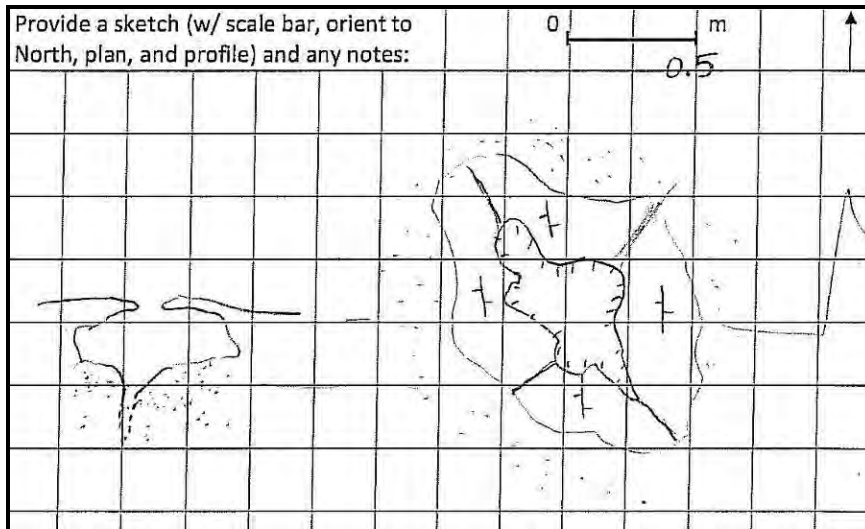 Provide a sketch (w/ scale bar, orient to
North, plan, and profile) and any notes:
0 m
0.5